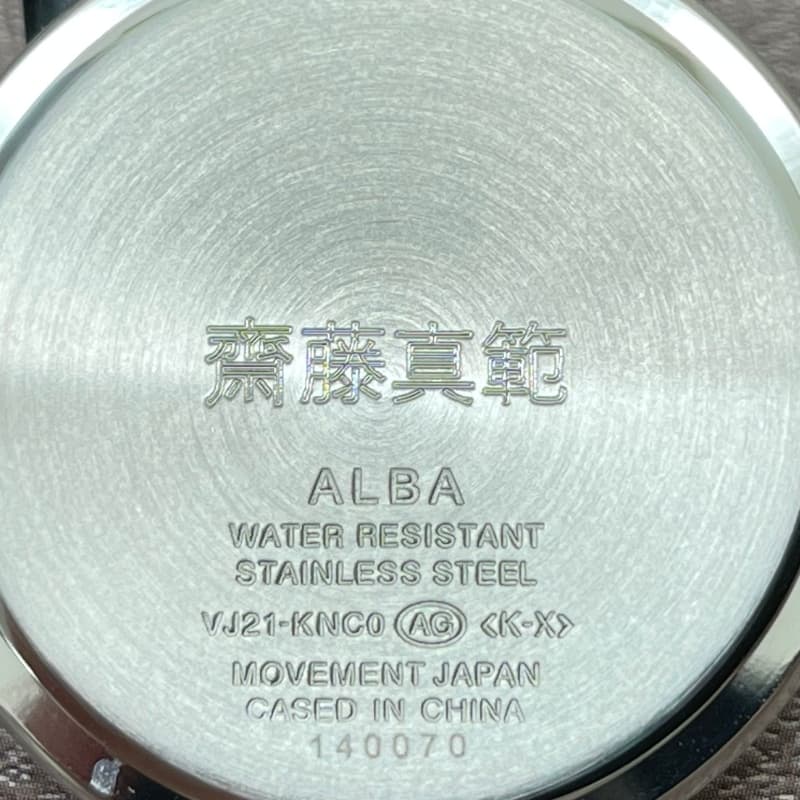 齋藤真範
ALBA
WATER RESISTANT
STAINLESS STEEL
VJ21-KNC0 AG <K-X>
MOVEMENT JAPAN
CASED IN CHINA
140070